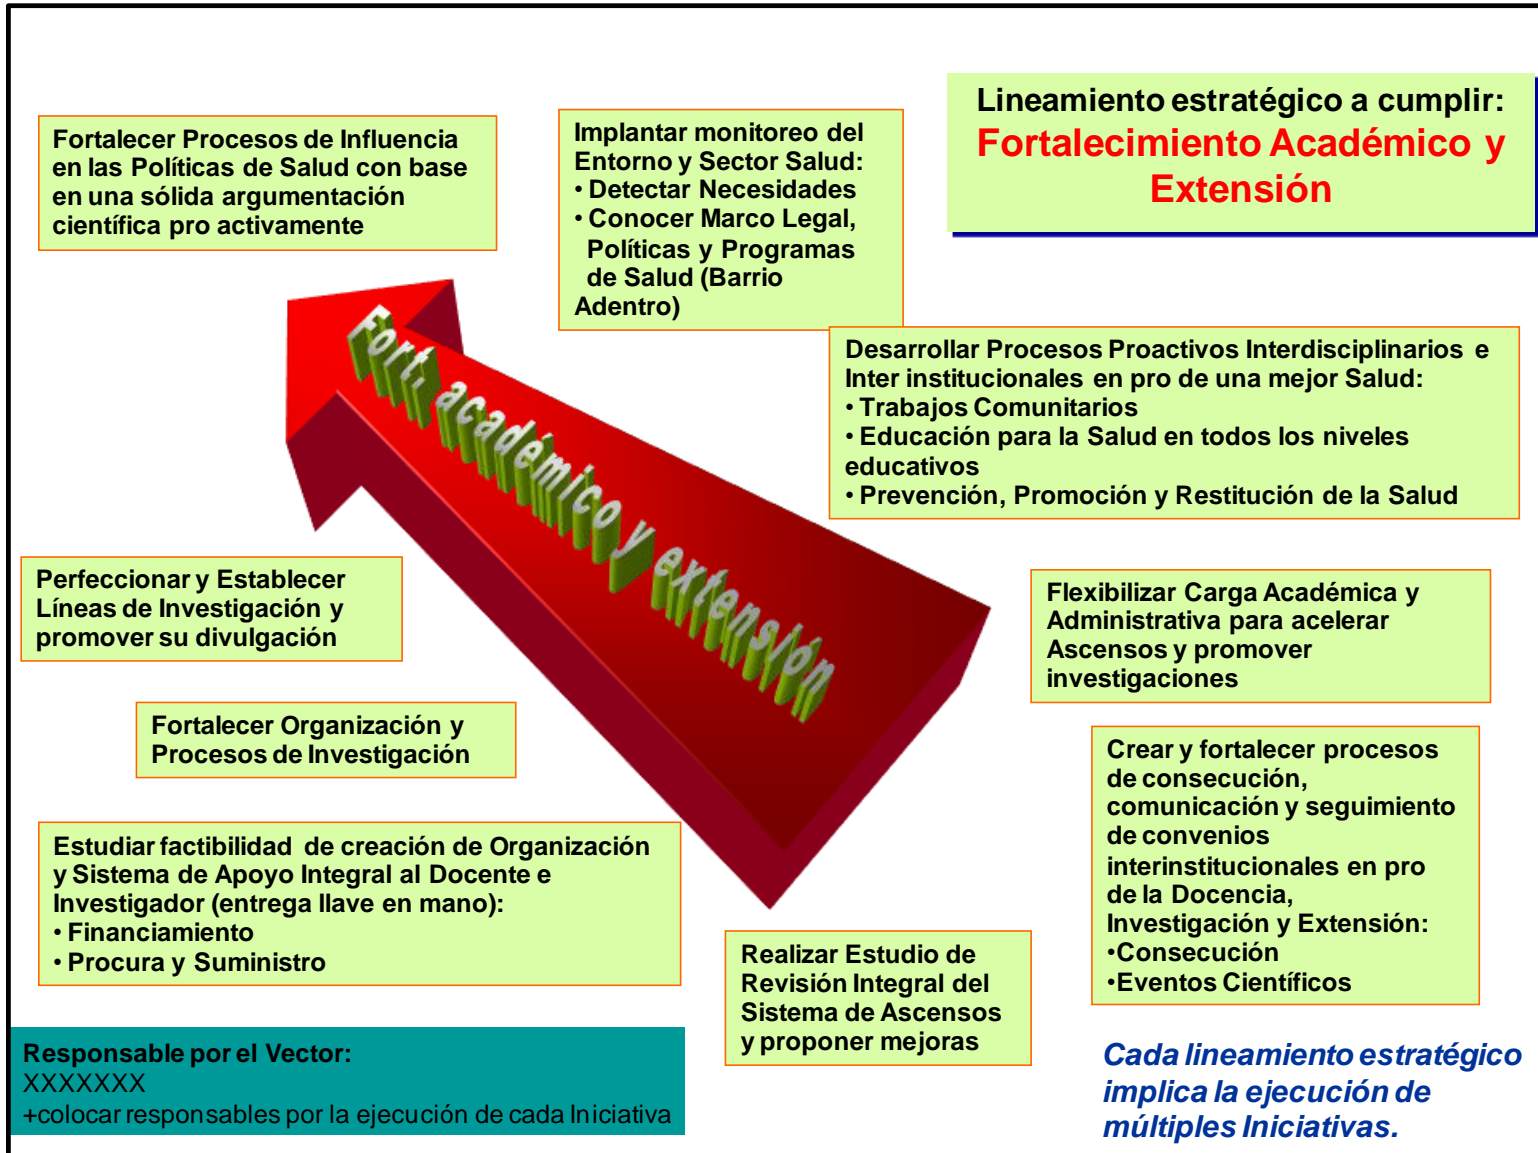 Lineamiento estratégico a cumplir:
Fortalecimiento Académico y
Extensión
Fortalecer Procesos de Influencia
en las Políticas de Salud con base
en una sólida argumentación
científica pro activamente
Implantar monitoreo del
Entorno y Sector Salud:
• Detectar Necesidades
• Conocer Marco Legal,
Políticas y Programas
de Salud (Barrio
Adentro)
Desarrollar Procesos Proactivos Interdisciplinarios e
Inter institucionales en pro de una mejor Salud:
• Trabajos Comunitarios
• Educación para la Salud en todos los niveles
educativos
• Prevención, Promoción y Restitución de la Salud
Fort. académico y extensión
Perfeccionar y Establecer
Líneas de Investigación y
promover su divulgación
Flexibilizar Carga Académica y
Administrativa para acelerar
Ascensos y promover
investigaciones
Fortalecer Organización y
Procesos de Investigación
Crear y fortalecer procesos
de consecución,
comunicación y seguimiento
de convenios
interinstitucionales en pro
de la Docencia,
Investigación y Extensión:
•Consecución
•Eventos Científicos
Estudiar factibilidad de creación de Organización
y Sistema de Apoyo Integral al Docente e
Investigador (entrega llave en mano):
• Financiamiento
• Procura y Suministro
Realizar Estudio de
Revisión Integral del
Sistema de Ascensos
y proponer mejoras
Responsable por el Vector:
XXXXXXX
+colocar responsables por la ejecución de cada Iniciativa
Cada lineamiento estratégico
implica la ejecución de
múltiples Iniciativas.